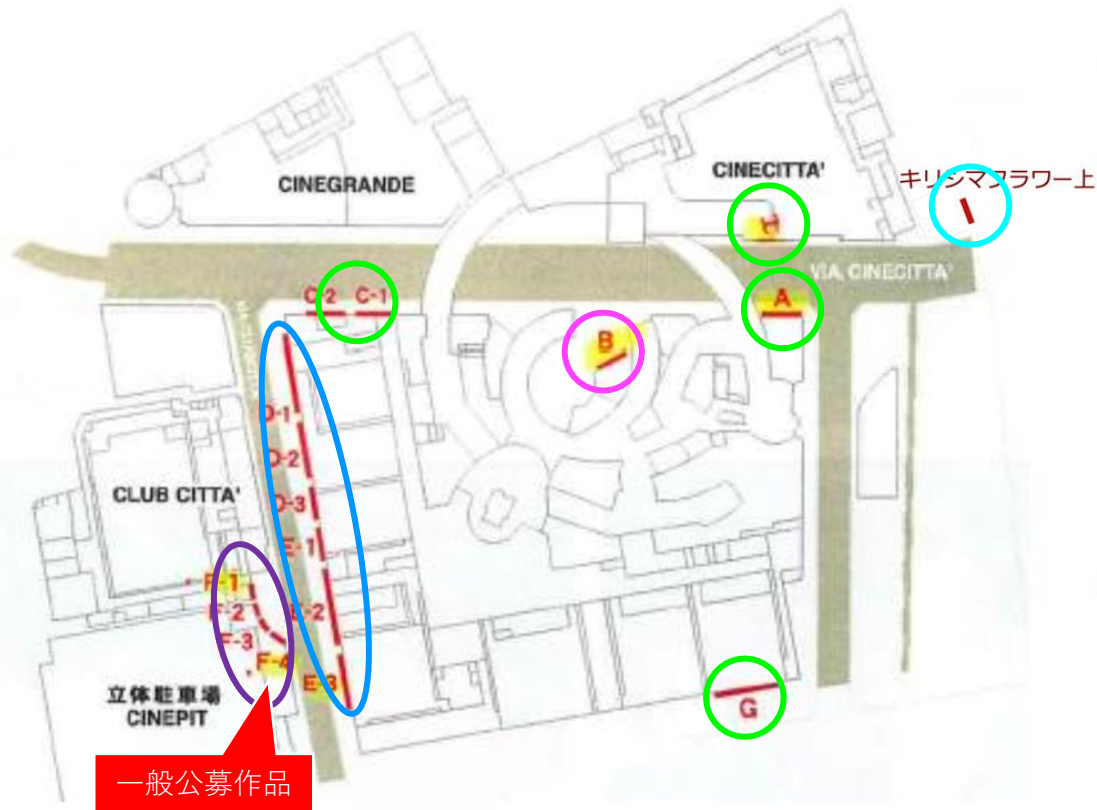 CINEGRANDE
CINECITTA'
キリシマフラワー上
H
VIA CINECITTA'
C-2
C-1
A
B
D-1
D-2
CLUB CITTA'
D-3
E-1
F-1
F-2
E-2
F-3
F-4
E-3
立体駐車場
CINEPIT
G
一般公募作品